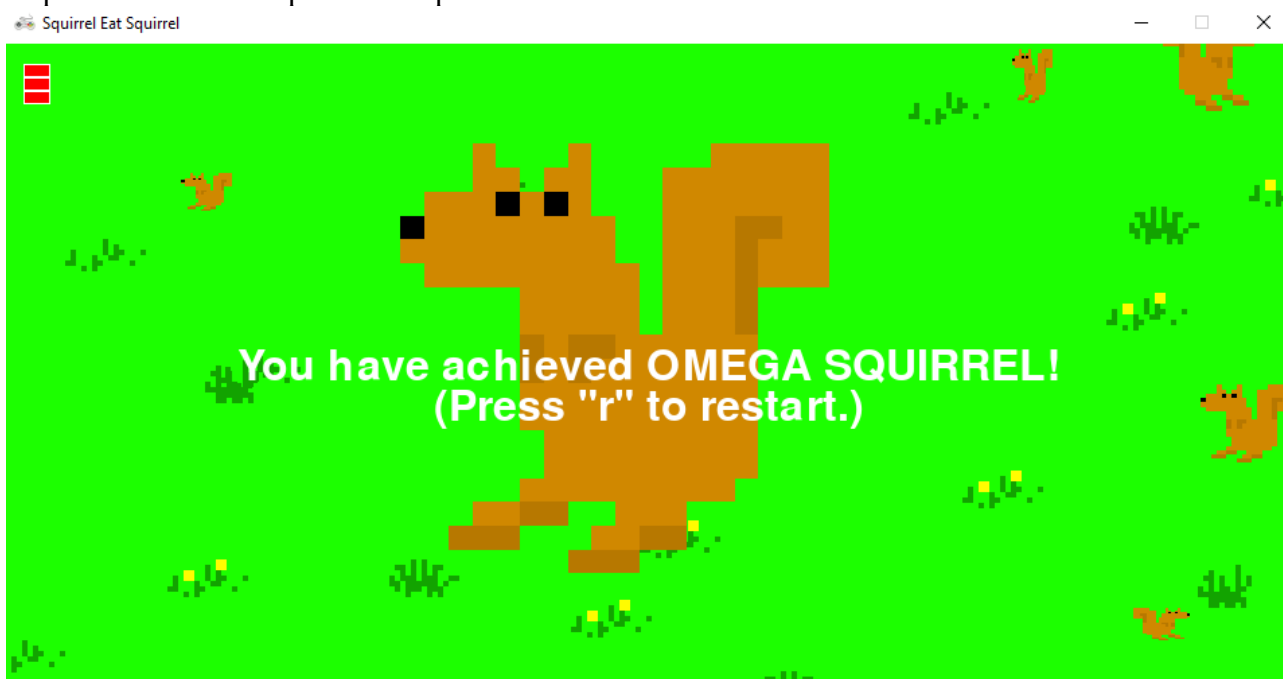 Squirrel Eat Squirrel
You have achieved OMEGA SQUIRREL!
(Press "r" to restart.)